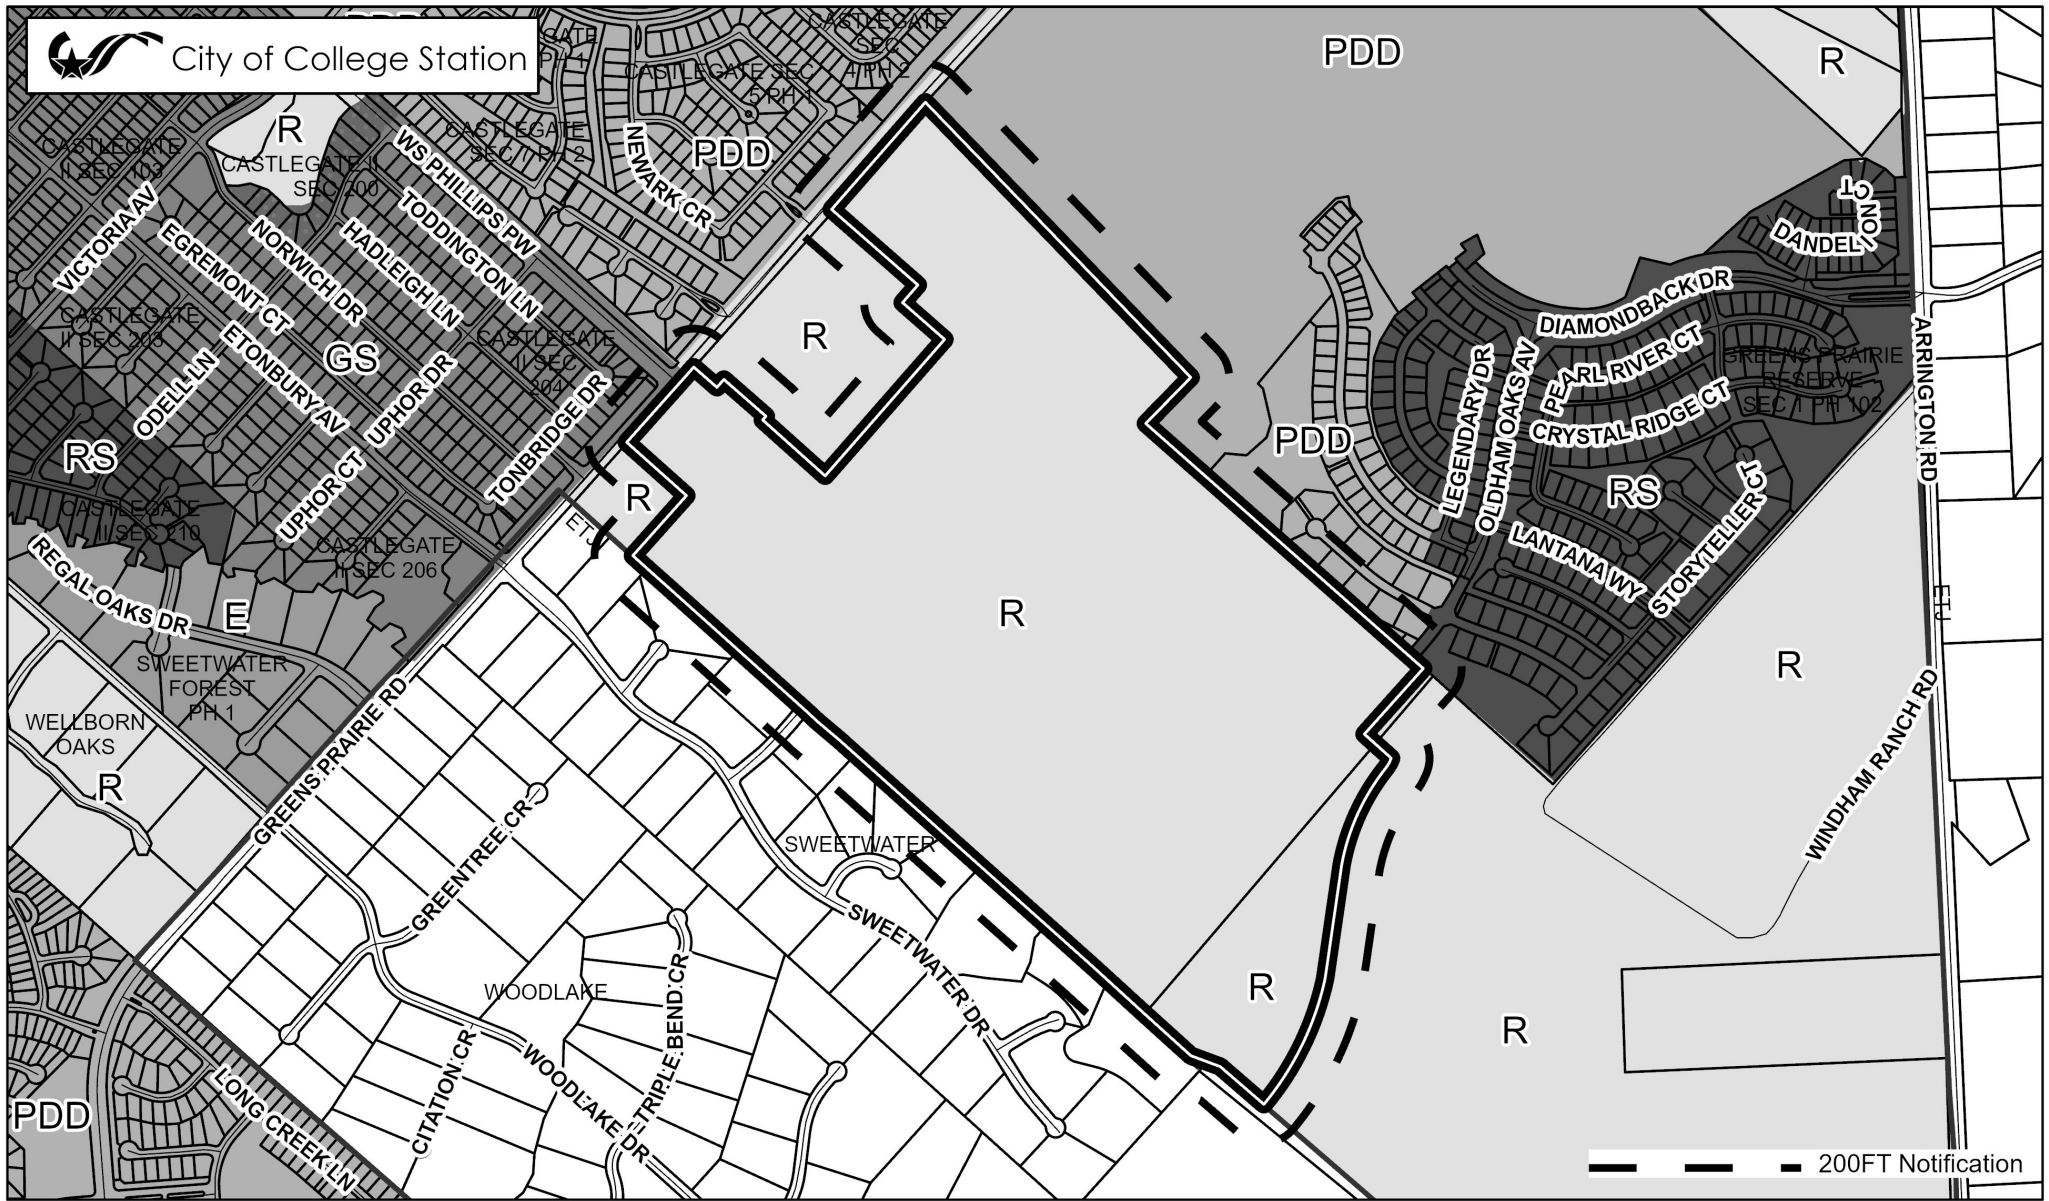 PDD
City of College Station
GATE
PH 1
CASTLEGATE
SEC
4 PH 2
CASTLEGATE SEC
5 PH 1
PDD
R
R
CASTLEGATE
II SEC 103
CASTLEGATE II
SEC 200
CASTLEGATE
SEC 7 PH 2
NEWARK CR
PDD
WS PHILLIPS PW
TODDINGTON LN
HADLEIGH LN
NORWICH DR
EGREMONT CT
VICTORIA AV
DANDELION CT
CASTLEGATE
II SEC 203
ETONBURY AV
ODELL LN
GS
UPHOR DR
CASTLEGATE
II SEC
204
TONBRIDGE DR
R
DIAMONDBACK DR
PEARL RIVER CT
CRYSTAL RIDGE CT
GREENS PRAIRIE
RESERVE
SEC 1 PH 102
ARRINGTON RD
LEGENDARY DR
OLDHAM OAKS AV
PDD
RS
RS
CASTLEGATE
II SEC 210
UPHOR CT
CASTLEGATE
II SEC 206
R
ETJ
LANTANA WY
STORYTELLER CT
REGAL OAKS DR
E
SWEETWATER
FOREST
PH 1
R
ETJ
R
WELLBORN
OAKS
R
GREENS PRAIRIE RD
GREENTREE CR
SWEETWATER
WINDHAM RANCH RD
SWEETWATER DR
WOODLAKE
TRIPLE BEND CR
CITATION CR
WOODLAKE DR
R
R
LONG CREEK LN
PDD
200FT Notification